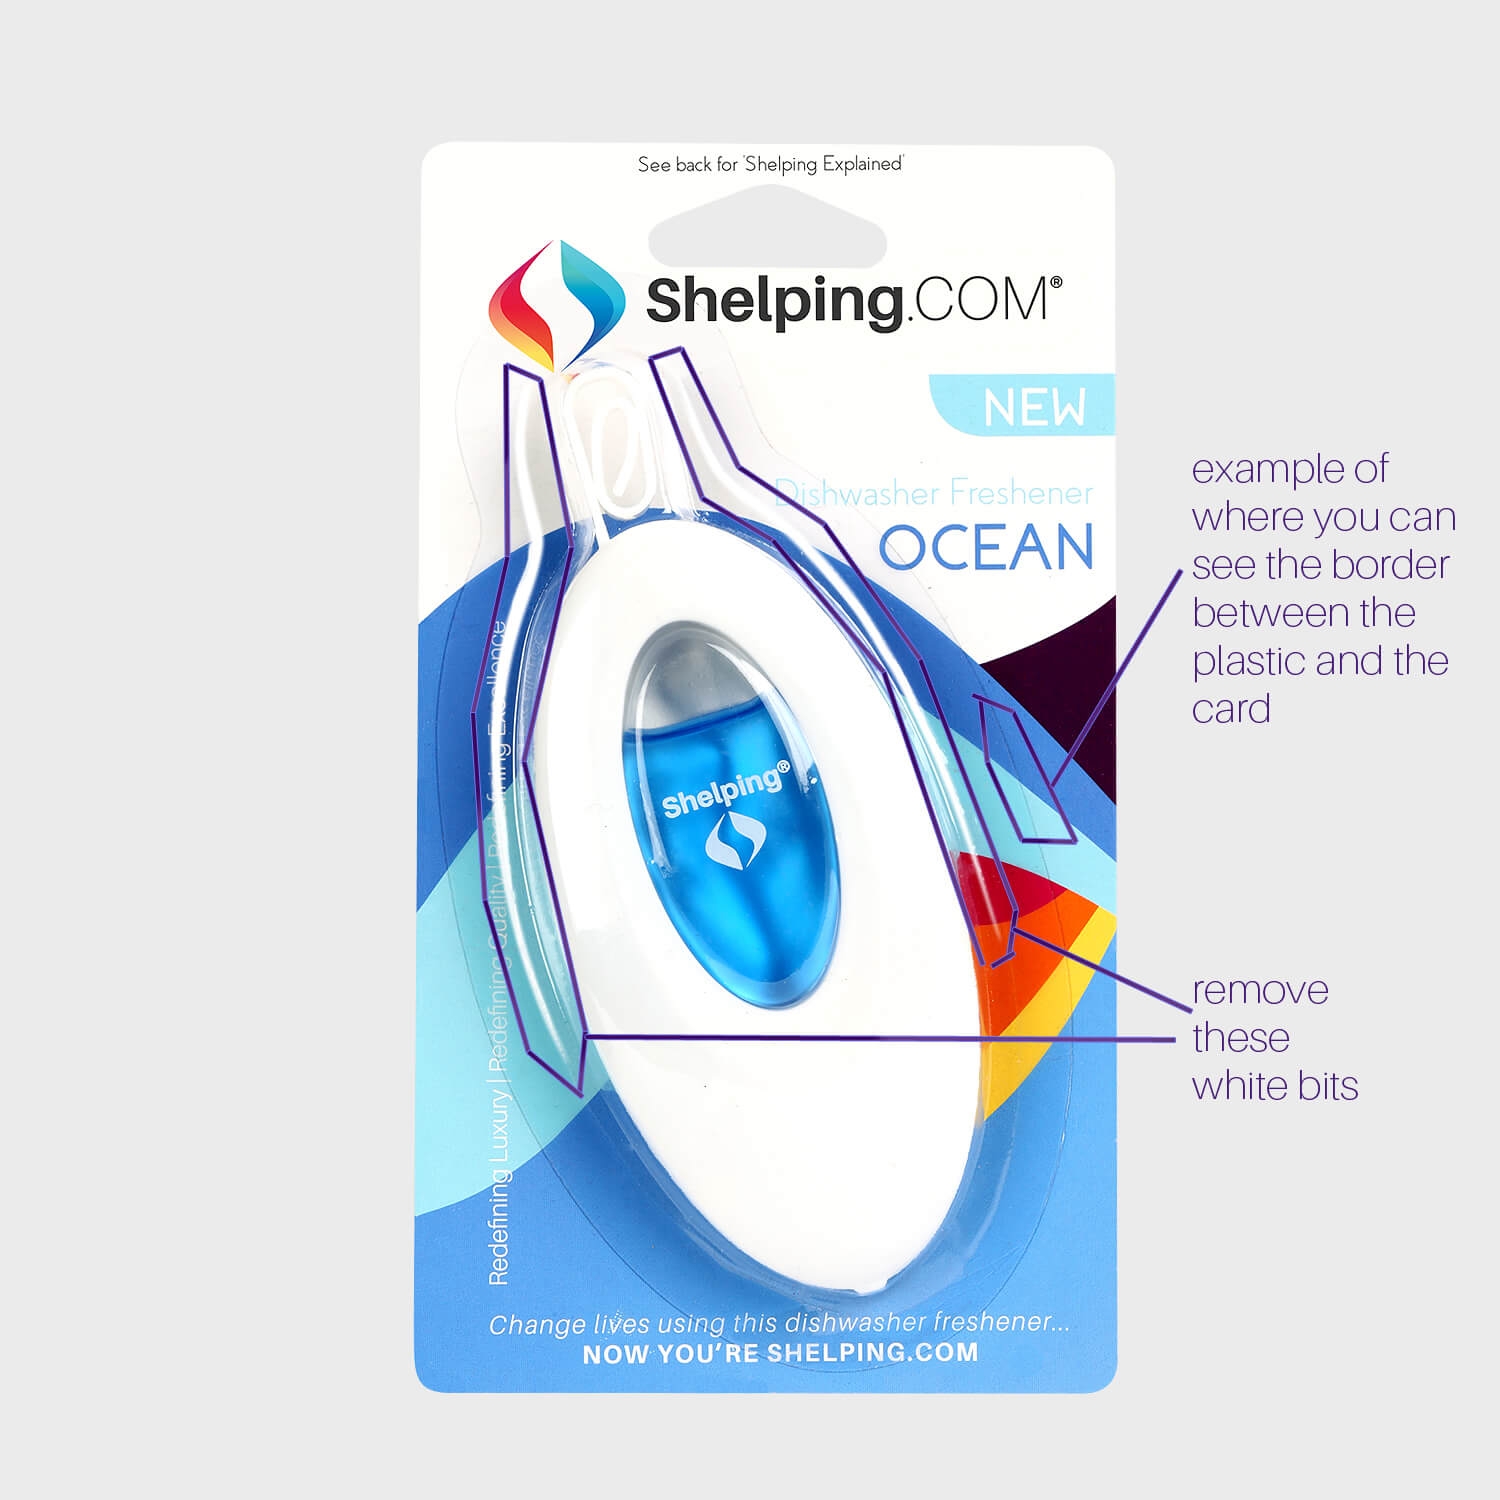 See back for 'Shelping Explained'
Shelping.COM®
NEW
Dishwasher Freshener
OCEAN
example of
where you can
see the border
between the
plastic and the
card
Shelping®
Redefining Luxury | Redefining Quality | Redefining Excellence
remove
these
white bits
Change lives using this dishwasher freshener...
NOW YOU'RE SHELPING.COM